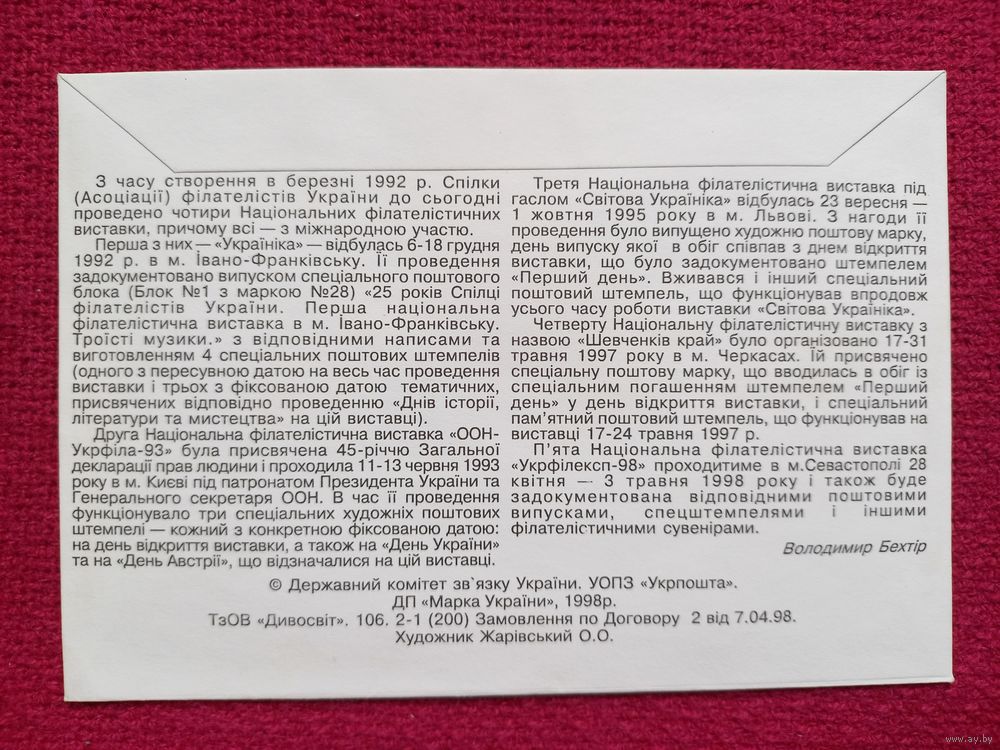 З часу створення в березні 1992 р. Спілки
(Асоціації) філателістів України до сьогодні
проведено чотири Національних філателістичних
виставки, причому всі — з міжнародною участю.
Перша з них — «Україніка» — відбулась 6-18 грудня
1992 р. в м. Івано-Франківську. Її проведення
задокументовано випуском спеціального поштового
блока (Блок №1 з маркою №28) «25 років Спілці
філателістів України. Перша національна
філателістична виставка в м. Івано-Франківську.
Троїсті музики.» з відповідними написами та
виготовленням 4 спеціальних поштових штемпелів
(одного з пересувною датою на весь час проведення
виставки і трьох з фіксованою датою тематичних,
присвячених відповідно проведенню «Днів історії,
літератури та мистецтва» на цій виставці).
Друга Національна філателістична виставка «ООН-
Укрфіла-93» була присвячена 45-річчю Загальної
декларації прав людини і проходила 11-13 червня 1993
року в м. Києві під патронатом Президента України та
Генерального секретаря ООН. В час її проведення
функціонувало три спеціальних художніх поштових
штемпелі — кожний з конкретною фіксованою датою:
на день відкриття виставки, а також на «День України»
та на «День Австрії», що відзначалися на цій виставці.
Третя Національна філателістична виставка під
гаслом «Світова Україніка» відбулась 23 вересня —
1 жовтня 1995 року в м. Львові. З нагоди її
проведення було випущено художню поштову марку,
день випуску якої в обіг співпав з днем відкриття
виставки, що було задокументовано штемпелем
«Перший день». Вживався і інший спеціальний
поштовий штемпель, що функціонував впродовж
усього часу роботи виставки «Світова Україніка».
Четверту Національну філателістичну виставку з
назвою «Шевченків край» було організовано 17-31
травня 1997 року в м. Черкасах. Їй присвячено
спеціальну поштову марку, що вводилась в обіг із
спеціальним погашенням штемпелем «Перший
день» у день відкриття виставки, і спеціальний
пам'ятний поштовий штемпель, що функціонував на
виставці 17-24 травня 1997 р.
П'ята Національна філателістична виставка
«Укрфілексп-98» проходитиме в м.Севастополі 28
квітня — 3 травня 1998 року і також буде
задокументована відповідними поштовими
випусками, спецштемпелями і іншими
філателістичними сувенірами.
Володимир Бехтір
© Державний комітет зв`язку України. УОПЗ «Укрпошта».
ДП «Марка України», 1998р.
ТзОВ «Дивосвіт». 106. 2-1 (200) Замовлення по Договору 2 від 7.04.98.
Художник Жарівський О.О.
www.ay.by